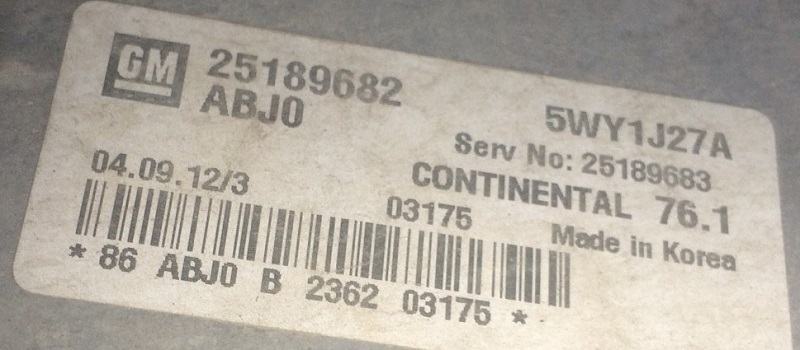 GM 25189682
ABJ0
5WY1J27A
Serv No: 25189683
CONTINENTAL 76.1
04.09.12/3
03175
Made in Korea
* 86 ABJ0 B 2362 03175 *